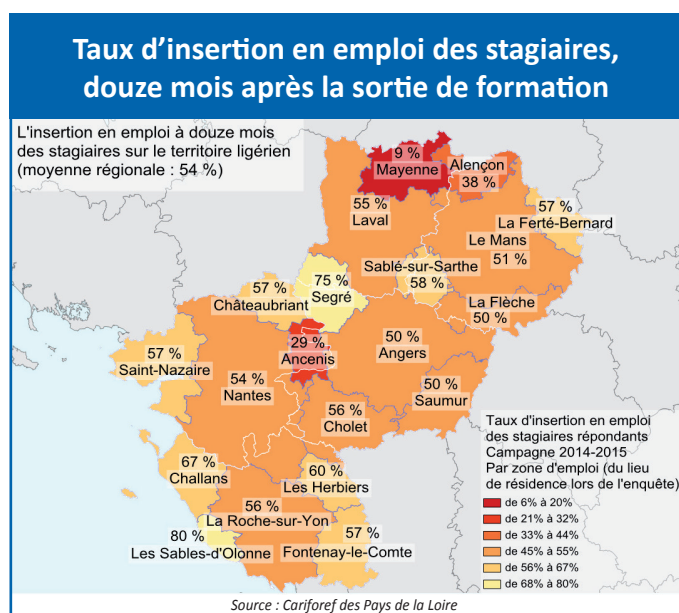 Taux d'insertion en emploi des stagiaires,
douze mois après la sortie de formation
L'insertion en emploi à douze mois
des stagiaires sur le territoire ligérien
(moyenne régionale : 54 %)
9 %
Mayenne
Alençon
38 %
55 %
Laval
57 %
La Ferté-Bernard
Le Mans
51 %
Sablé-sur-Sarthe
58 %
75 %
Segré
57 %
Châteaubriant
La Flèche
50 %
29 %
Ancenis
50 %
Angers
57 %
Saint-Nazaire
54 %
Nantes
50 %
Saumur
56 %
Cholet
67 %
Challans
60 %
Les Herbiers
56 %
La Roche-sur-Yon
80 %
Les Sables-d'Olonne
57 %
Fontenay-le-Comte
Taux d'insertion en emploi
des stagiaires répondants
Campagne 2014-2015
Par zone d'emploi (du lieu
de résidence lors de l'enquête)
de 6% à 20%
de 21% à 32%
de 33% à 44%
de 45% à 55%
de 56% à 67%
de 68% à 80%
Source : Cariforef des Pays de la Loire